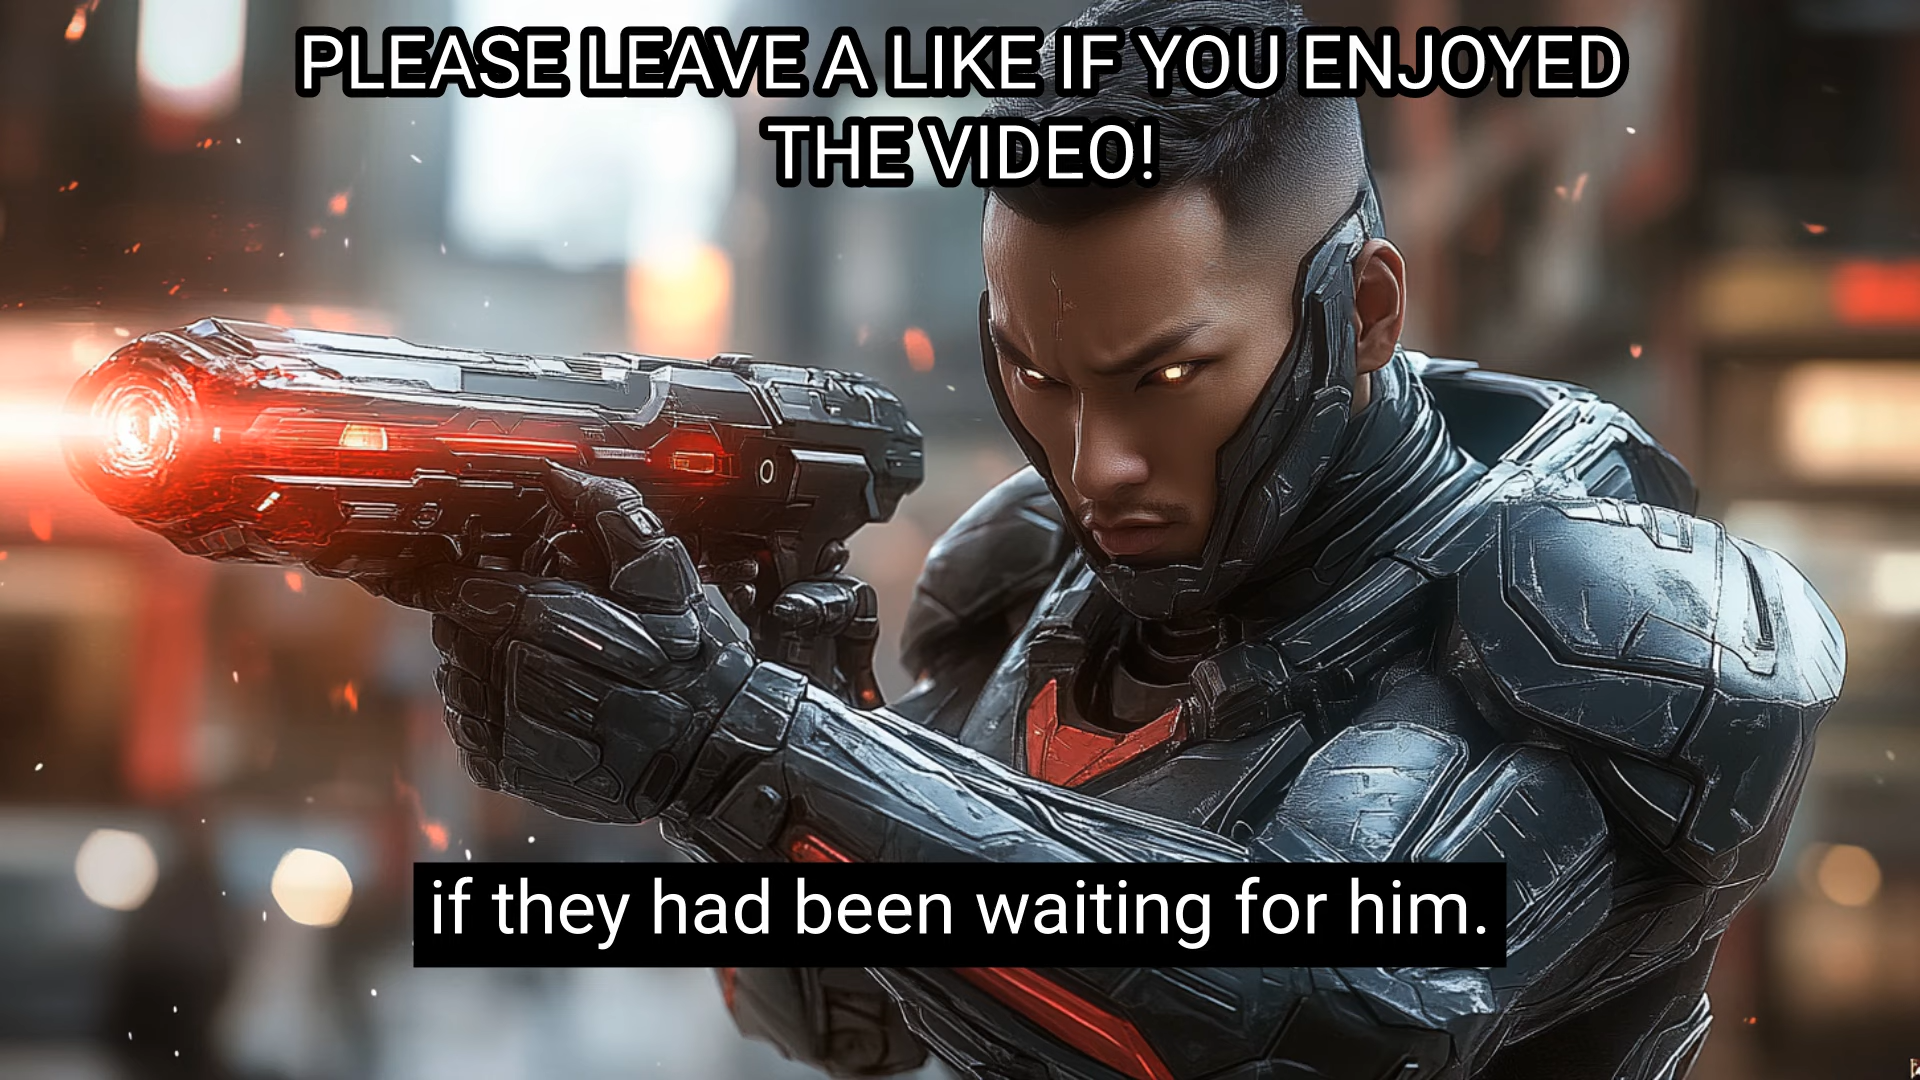 PLEASE LEAVE A LIKE IF YOU ENJOYED
THE VIDEO!
if they had been waiting for him.